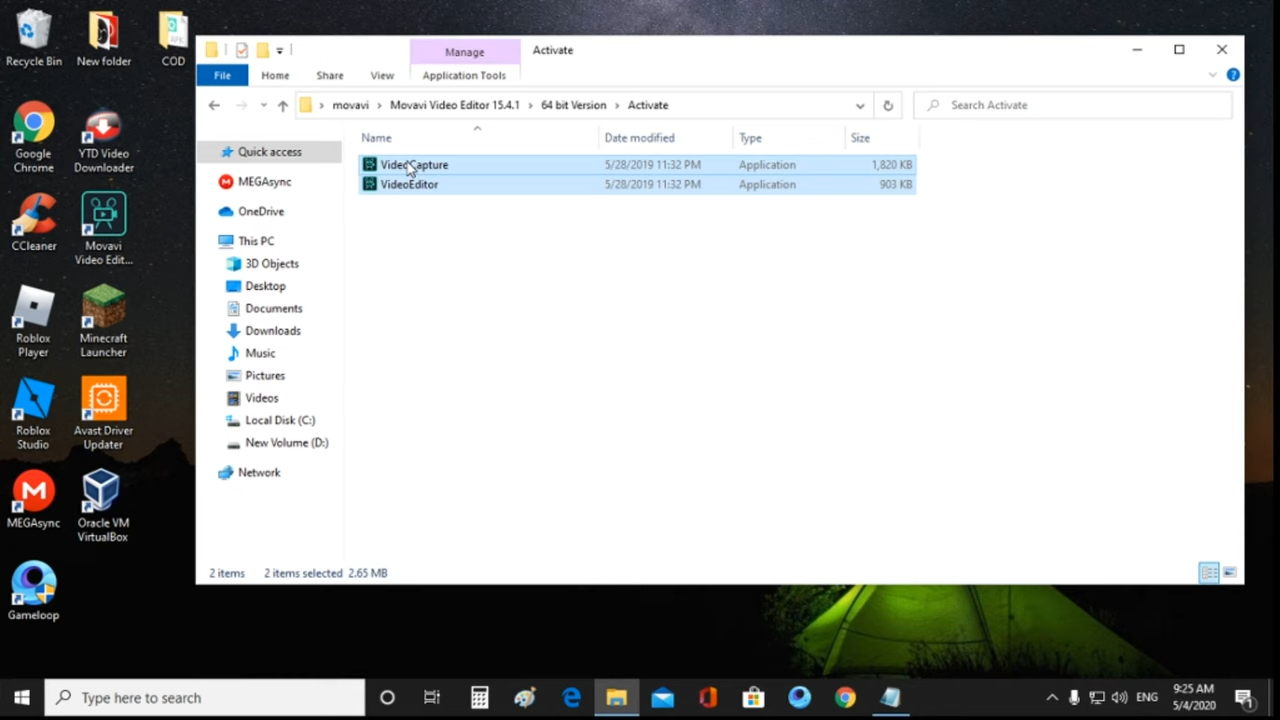 Recycle Bin
New folder
COD
Google
Chrome
YTD Video
Downloader
CCleaner
Movavi
Video Edit...
Roblox
Player
Minecraft
Launcher
Roblox
Studio
Avast Driver
Updater
MEGAsync
Oracle VM
VirtualBox
Gameloop
Manage
Activate
File
Home
Share
View
Application Tools
movavi > Movavi Video Editor 15.4.1 > 64 bit Version > Activate
Search Activate
Quick access
MEGAsync
OneDrive
This PC
3D Objects
Desktop
Documents
Downloads
Music
Pictures
Videos
Local Disk (C:)
New Volume (D:)
Network
Name Date modified Type Size
VideoCapture 5/28/2019 11:32 PM Application 1,820 KB
VideoEditor 5/28/2019 11:32 PM Application 903 KB
2 items 2 items selected 2.65 MB
Type here to search
ENG
9:25 AM
5/4/2020